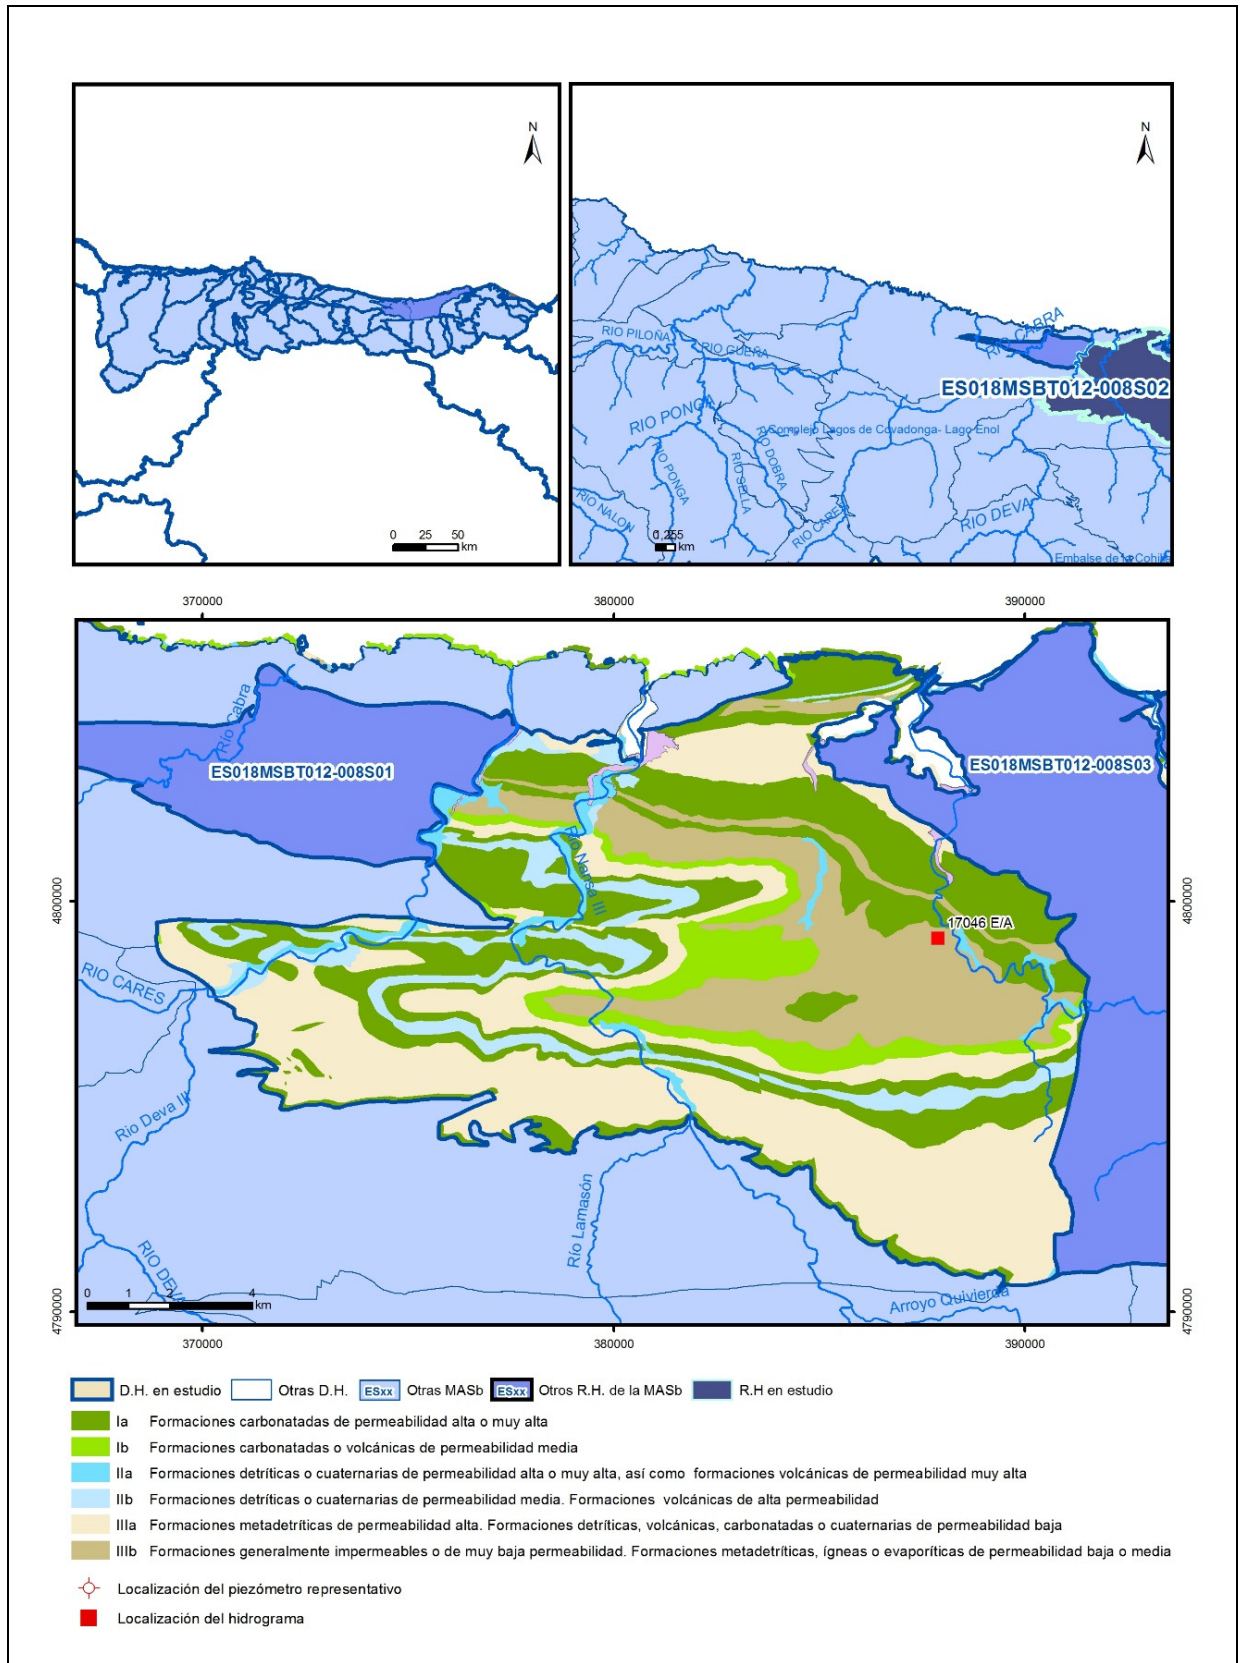 N
0 25 50
km
N
RIO CABRA
RIO PILOÑA
RIO GÜEÑA
ES018MSBT012-008S02
RIO PONGA
Complejo Lagos de Covadonga- Lago Enol
RIO DOBRA
RIO PONGA
RIO SELLA
RIO NALON
RIO CARES
RIO DEVA
km
370000 380000 390000
Río Cabra
ES018MSBT012-008S01
ES018MSBT012-008S03
Río Nansa III
4800000
4800000
17046 E/A
RIO CARES
Río Deva III
Río Lamasón
RIO DEVA
Arroyo Quivierda
0 1 2 4
km
4790000
4790000
370000 380000 390000
D.H. en estudio Otras D.H. ESxx Otras MASb ESxx Otros R.H. de la MASb R.H en estudio
Ia Formaciones carbonatadas de permeabilidad alta o muy alta
Ib Formaciones carbonatadas o volcánicas de permeabilidad media
IIa Formaciones detríticas o cuaternarias de permeabilidad alta o muy alta, así como formaciones volcánicas de permeabilidad muy alta
IIb Formaciones detríticas o cuaternarias de permeabilidad media. Formaciones volcánicas de alta permeabilidad
IIIa Formaciones metadetríticas de permeabilidad alta. Formaciones detríticas, volcánicas, carbonatadas o cuaternarias de permeabilidad baja
IIIb Formaciones generalmente impermeables o de muy baja permeabilidad. Formaciones metadetríticas, ígneas o evaporíticas de permeabilidad baja o media
Localización del piezómetro representativo
Localización del hidrograma